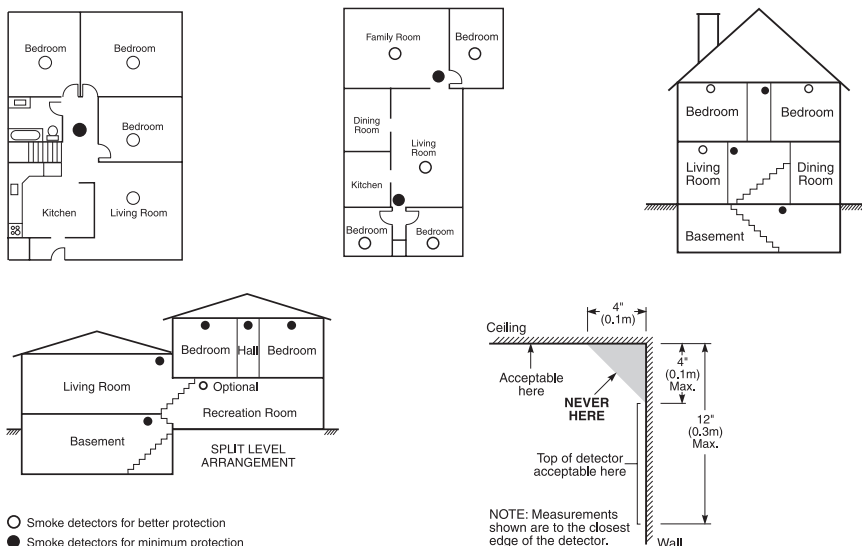 Bedroom
Bedroom
Bedroom
Kitchen
Living Room
Family Room
Bedroom
Dining
Room
Living
Room
Kitchen
Bedroom
Bedroom
Bedroom
Bedroom
Living
Room
Dining
Room
Basement
Bedroom
Hall
Bedroom
Living Room
Optional
Recreation Room
Basement
SPLIT LEVEL
ARRANGEMENT
4"
(0.1m)
Ceiling
Acceptable
here
NEVER
HERE
4"
(0.1m)
Max.
12"
(0.3m)
Max.
Top of detector
acceptable here
NOTE: Measurements
shown are to the closest
edge of the detector.
Wall
Smoke detectors for better protection
Smoke detectors for minimum protection